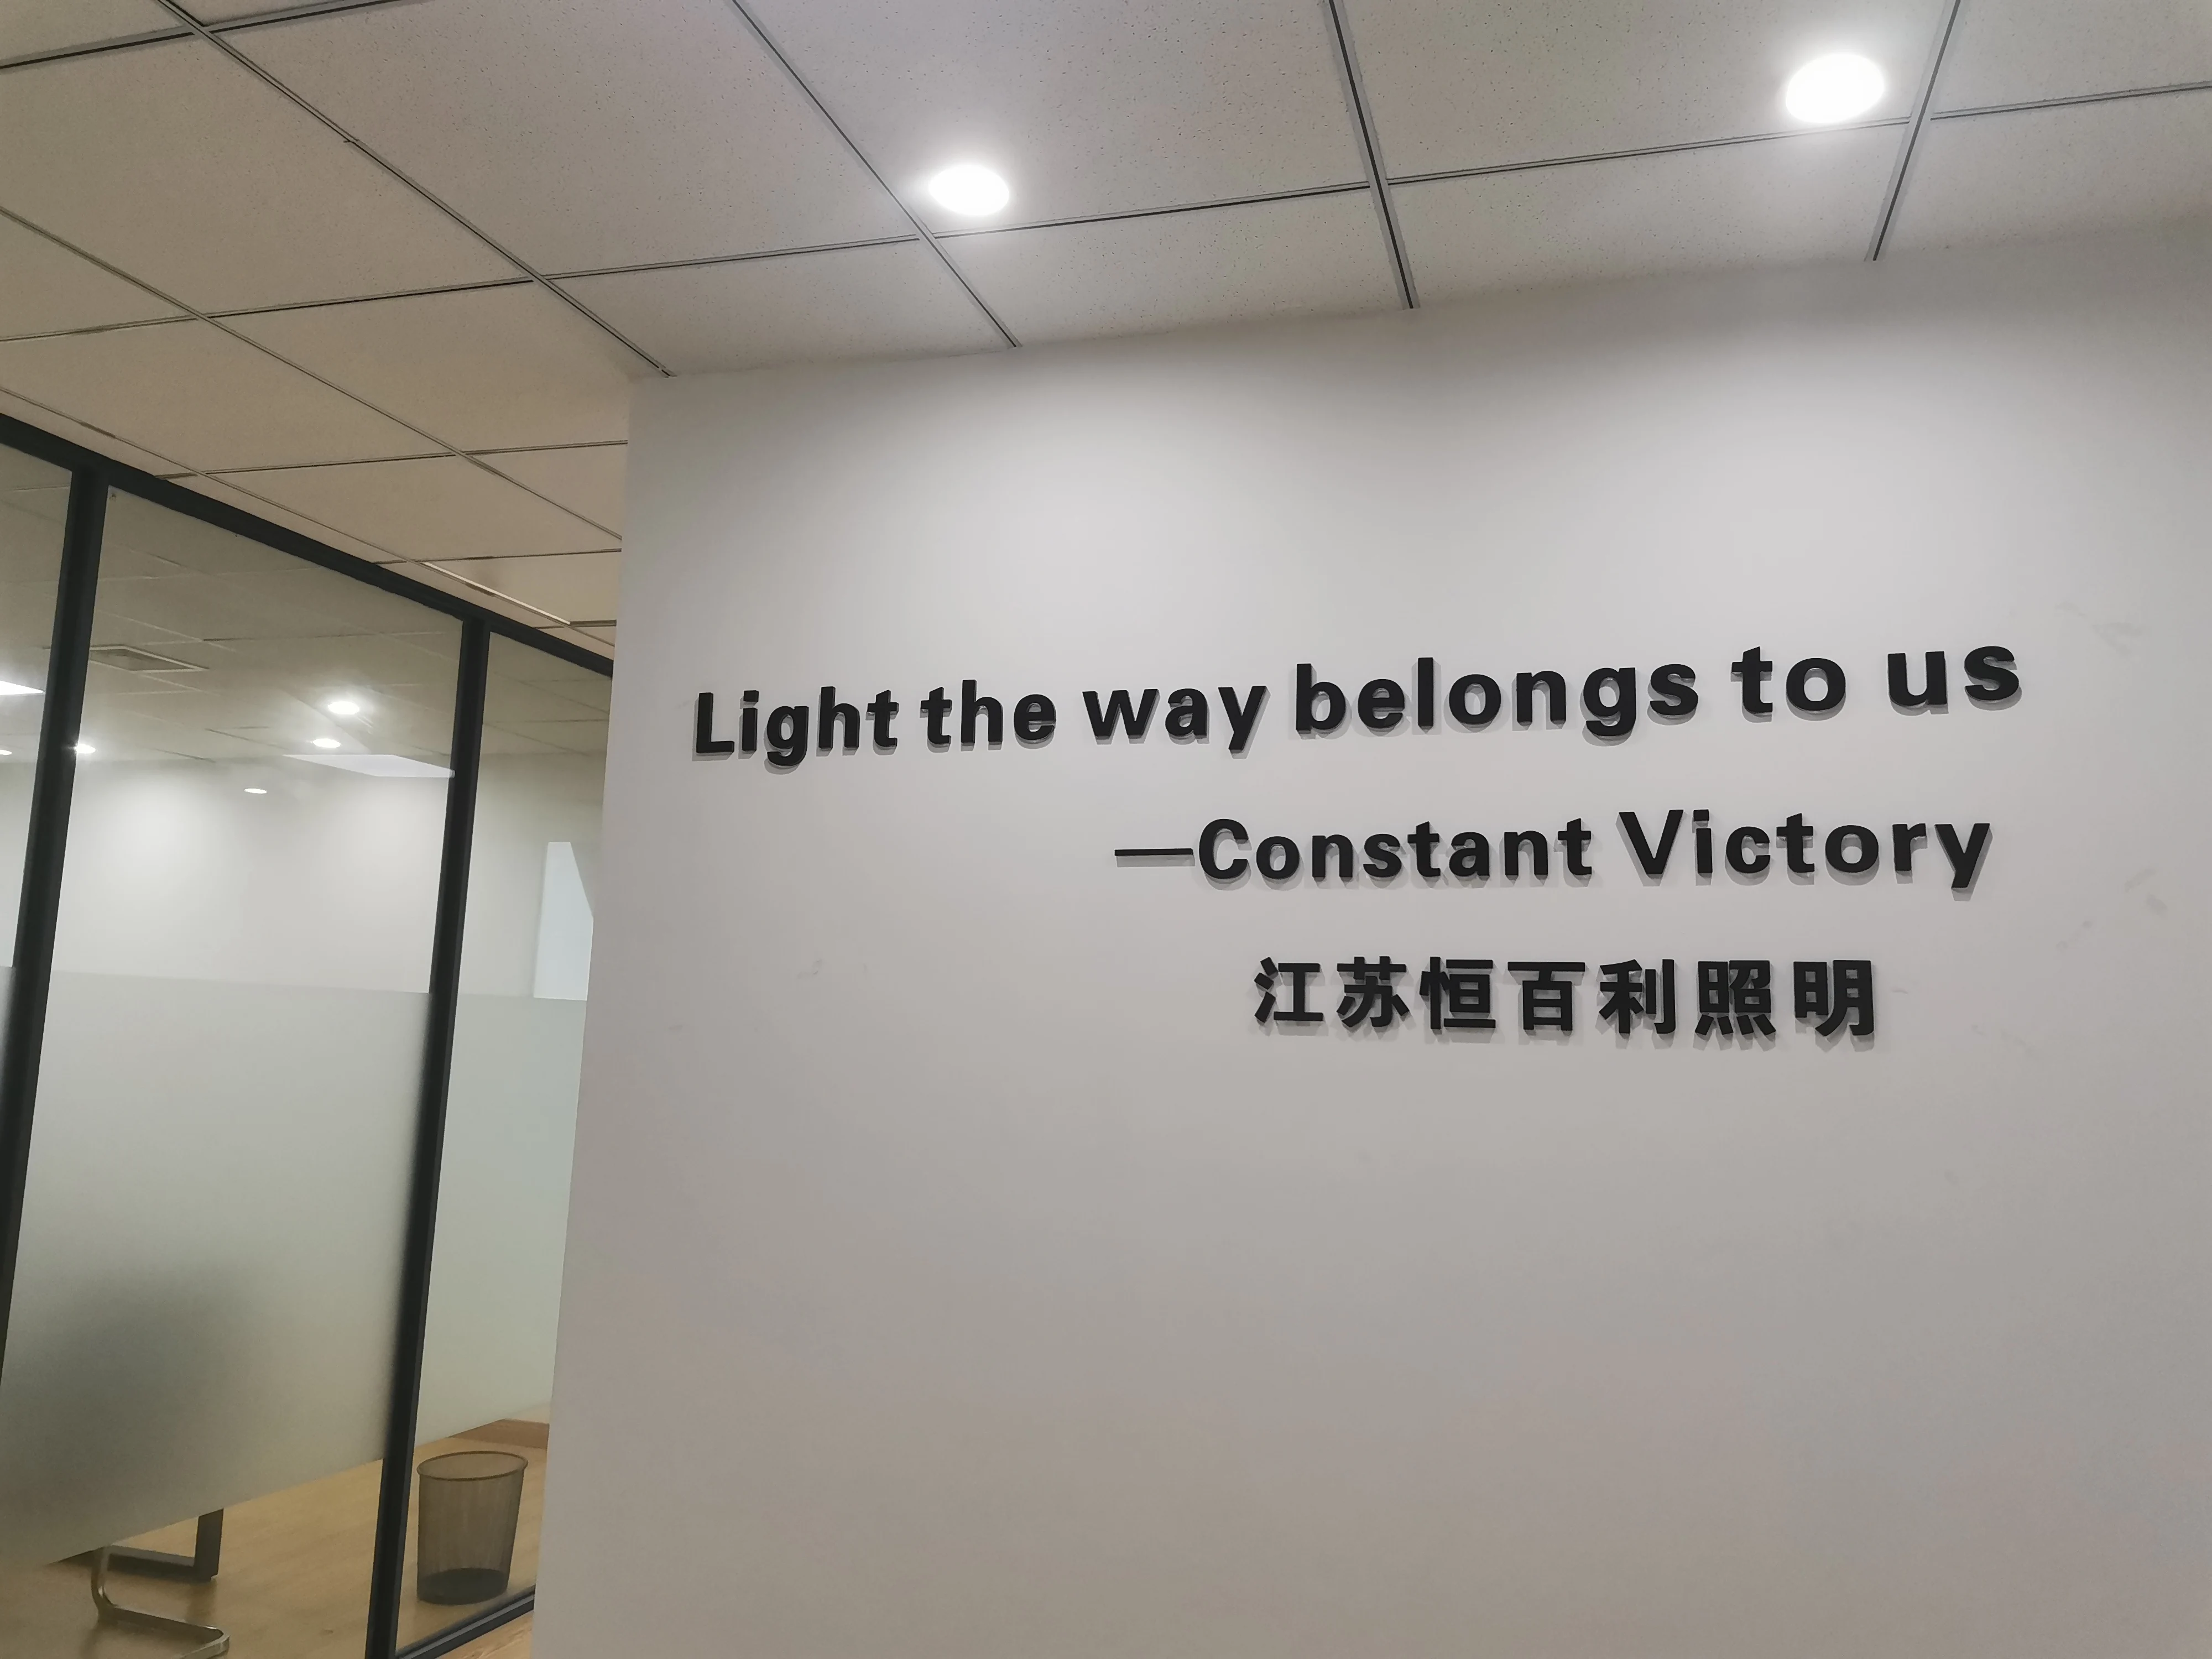 Light the way belongs to us
—Constant Victory
江苏恒百利照明